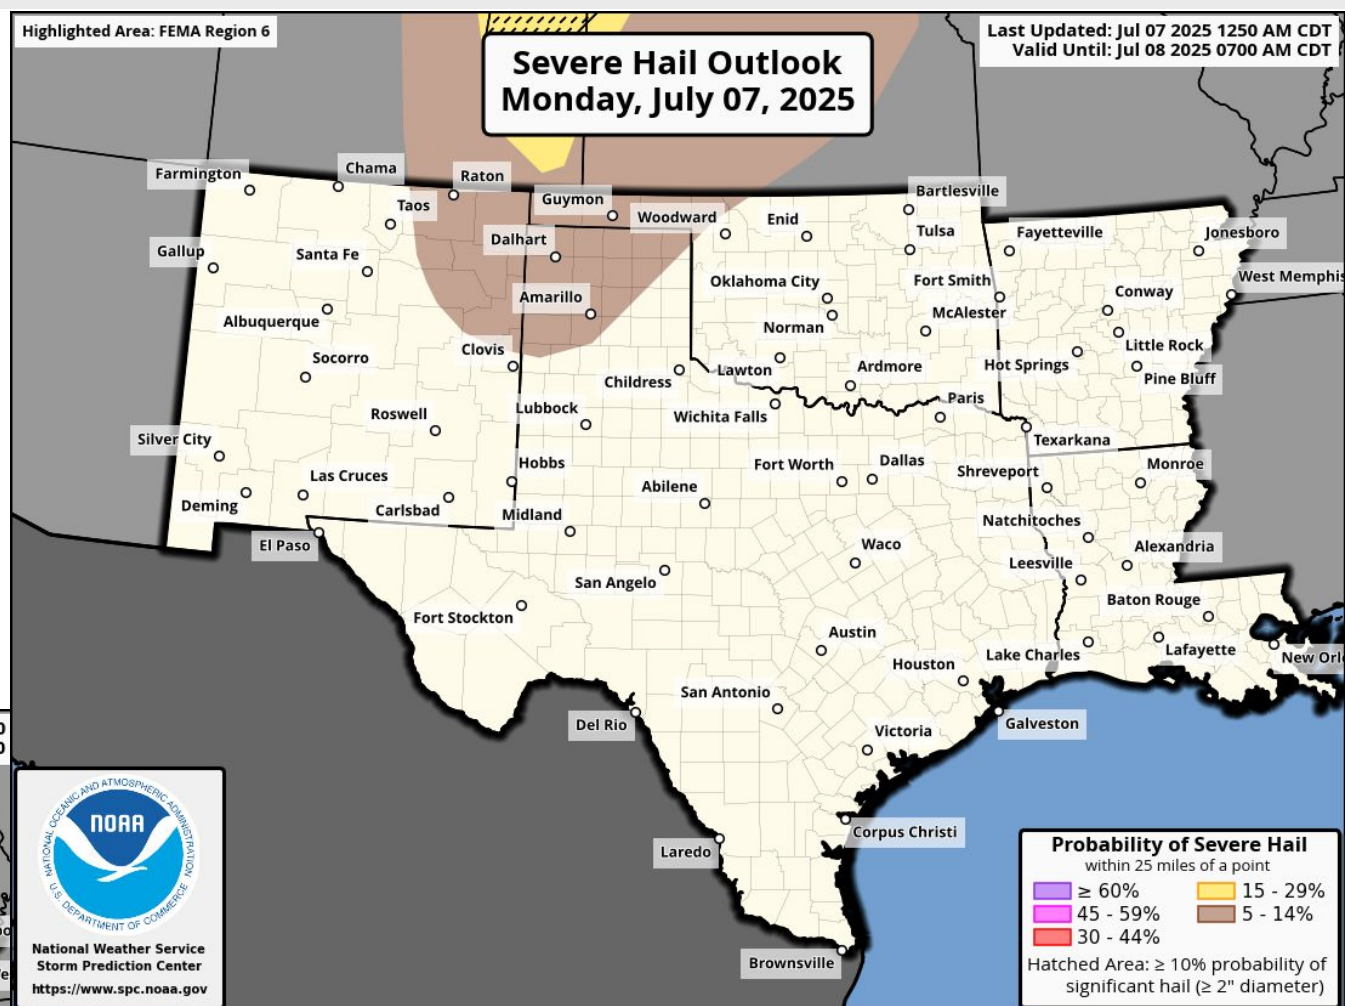 Highlighted Area: FEMA Region 6
Last Updated: Jul 07 2025 1250 AM CDT
Valid Until: Jul 08 2025 0700 AM CDT
Severe Hail Outlook
Monday, July 07, 2025
Farmington
Chama
Raton
Taos
Guymon
Woodward
Enid
Bartlesville
Tulsa
Fayetteville
Jonesboro
Gallup
Santa Fe
Dalhart
Oklahoma City
Fort Smith
West Memphis
Albuquerque
Amarillo
Norman
McAlester
Conway
Little Rock
Socorro
Clovis
Childress
Lawton
Ardmore
Hot Springs
Pine Bluff
Roswell
Lubbock
Wichita Falls
Paris
Texarkana
Silver City
Las Cruces
Hobbs
Abilene
Fort Worth
Dallas
Shreveport
Monroe
Deming
Carlsbad
Midland
Natchitoches
El Paso
San Angelo
Waco
Leesville
Alexandria
Fort Stockton
Austin
Baton Rouge
Houston
Lake Charles
Lafayette
New Orl
San Antonio
Del Rio
Victoria
Galveston
Laredo
Corpus Christi
Brownsville
NATIONAL OCEANIC AND ATMOSPHERIC ADMINISTRATION
NOAA
U.S. DEPARTMENT OF COMMERCE
National Weather Service
Storm Prediction Center
https://www.spc.noaa.gov
Probability of Severe Hail
within 25 miles of a point
≥ 60%
15 - 29%
45 - 59%
5 - 14%
30 - 44%
Hatched Area: ≥ 10% probability of
significant hail (≥ 2" diameter)